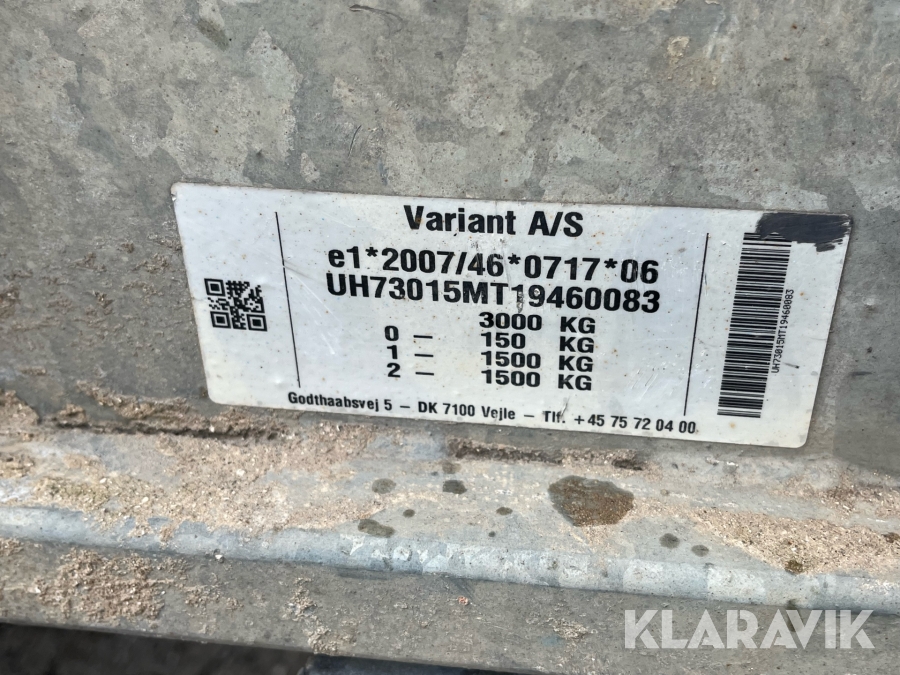 Variant A/S
e1*2007/46*0717*06
UH73015MT19460083
3000 KG
0 – 150 KG
1 – 1500 KG
2 – 1500 KG
Godthaabsvej 5 – DK 7100 Vejle – Tlf. +45 75 72 04 00
UH73015MT19460083
KLARAVIK